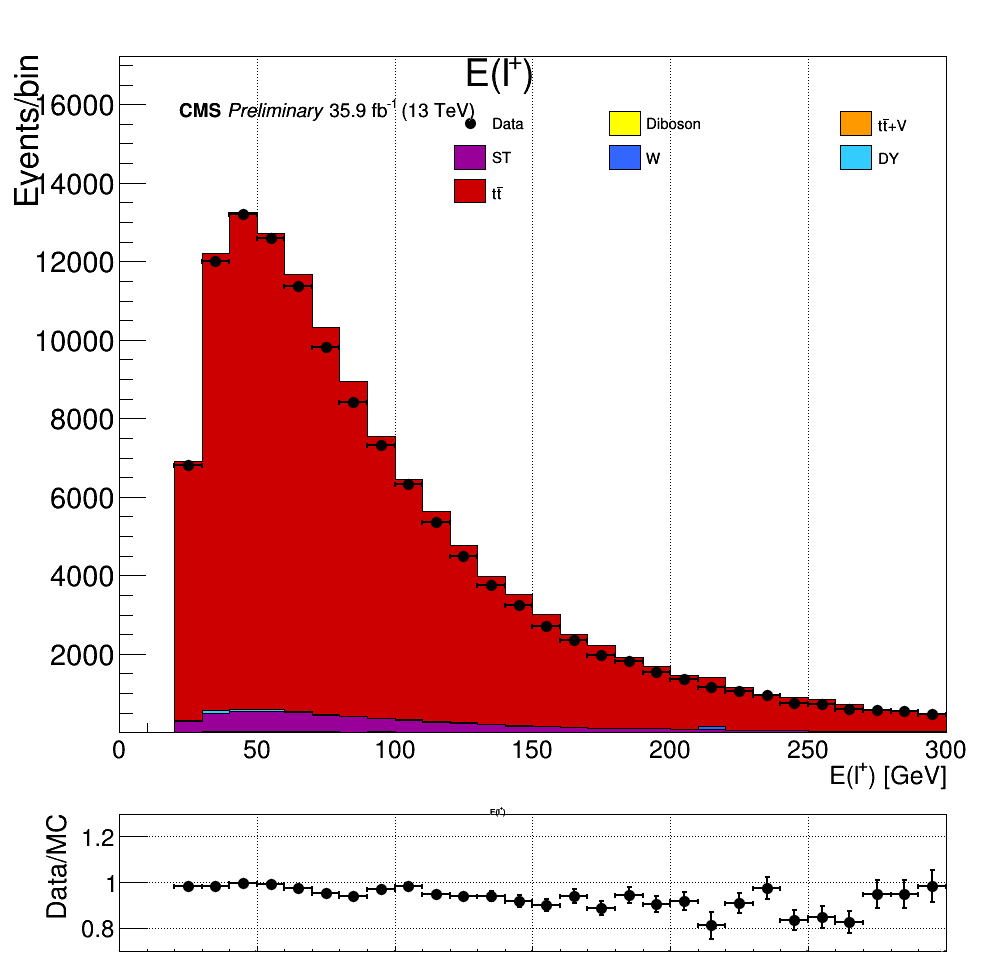 E(l⁺)
Events/bin
CMS Preliminary 35.9 fb⁻¹ (13 TeV)
Data
Diboson
tt̅+V
ST
W
DY
tt̅
16000
14000
12000
10000
8000
6000
4000
2000
0 50 100 150 200 250 300
E(l⁺) [GeV]
E(l⁺)
Data/MC
1.2
1
0.8